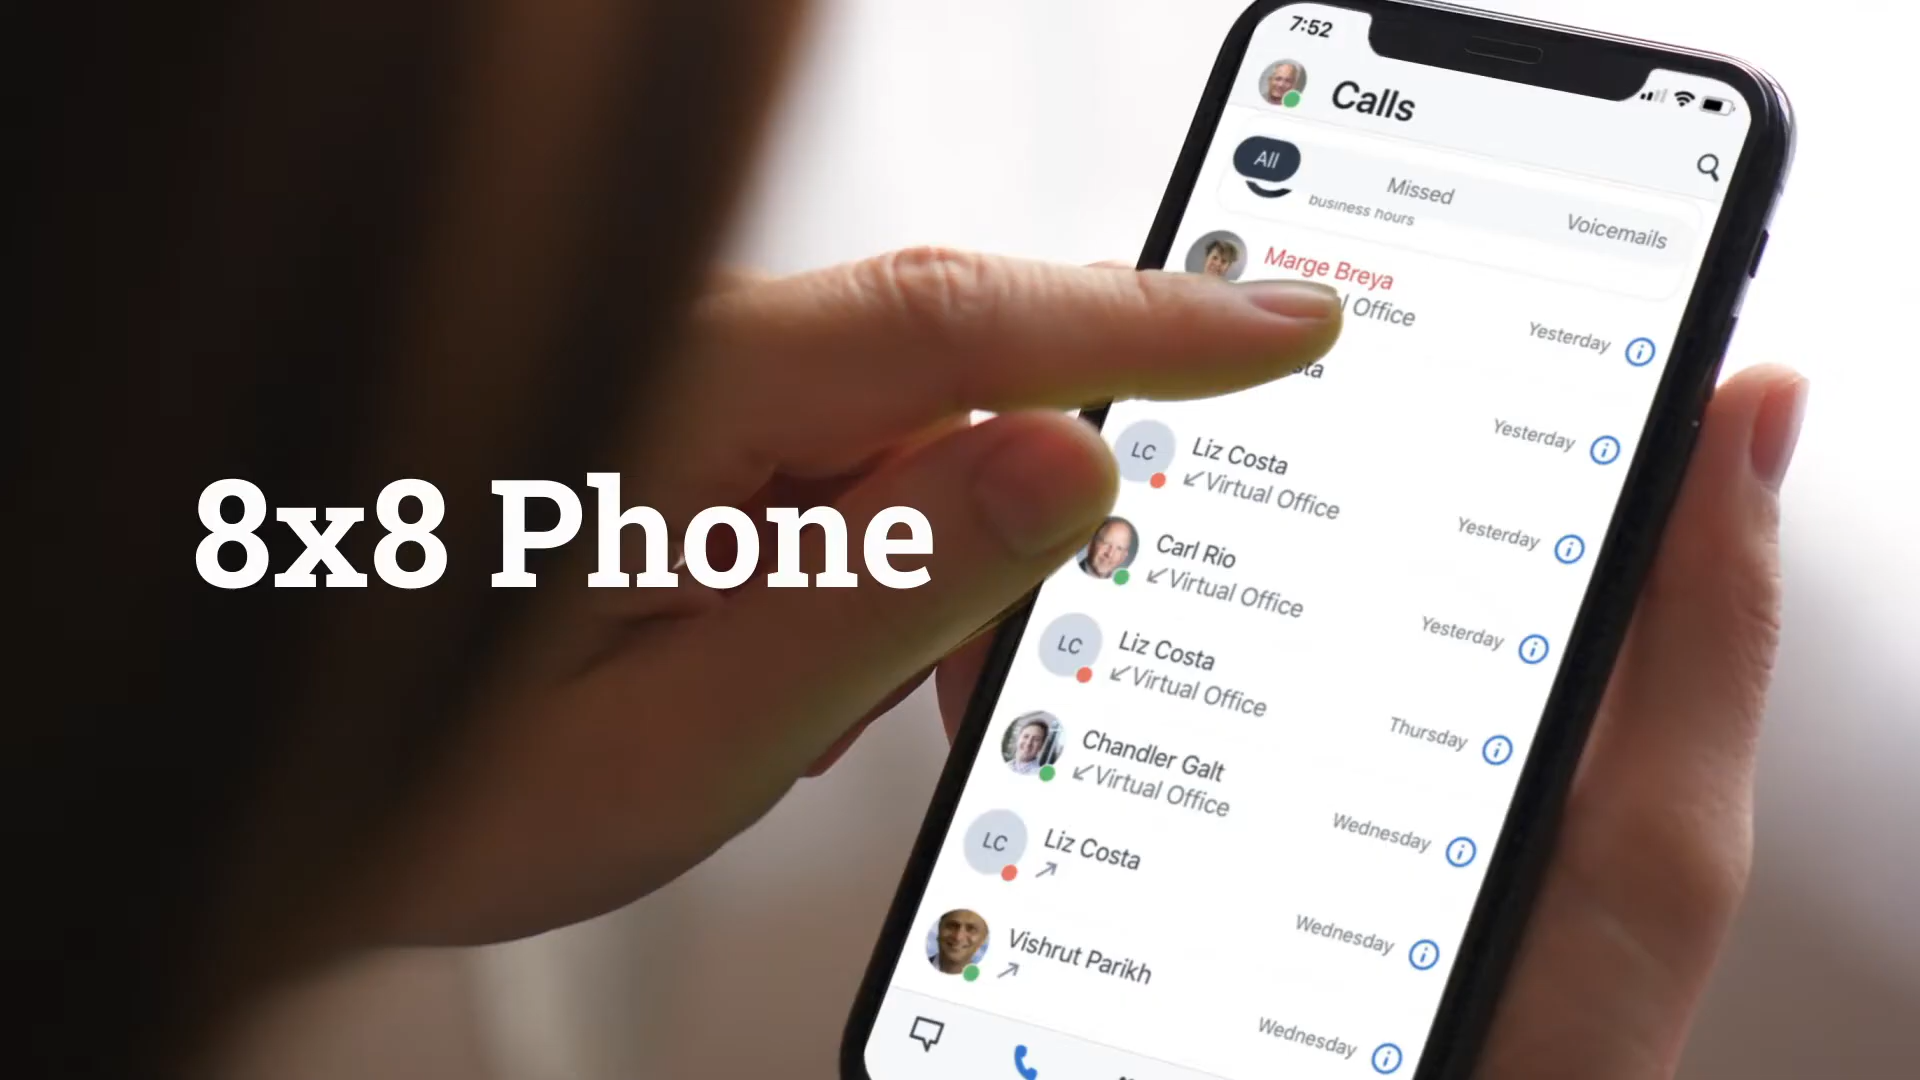 7:52
Calls
All
Missed
Voicemails
business hours
Marge Breya
Office
Yesterday
Yesterday
LC
Liz Costa
Virtual Office
Yesterday
Carl Rio
Virtual Office
Yesterday
LC
Liz Costa
Virtual Office
Thursday
Chandler Galt
Virtual Office
Wednesday
LC
Liz Costa
Wednesday
Vishrut Parikh
Wednesday
8x8 Phone